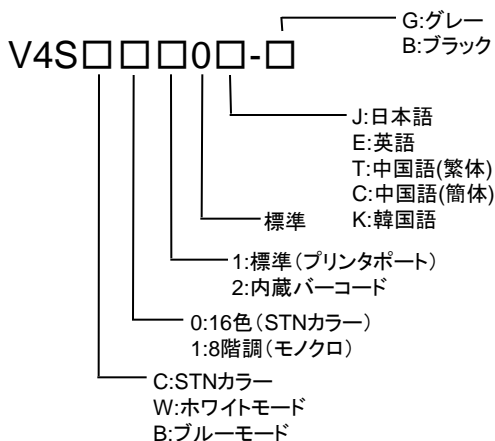 G:グレー
B:ブラック
V4S□□□0□-□
J:日本語
E:英語
T:中国語(繁体)
C:中国語(簡体)
K:韓国語
標準
1:標準(プリンタポート)
2:内蔵バーコード
0:16色(STNカラー)
1:8階調(モノクロ)
C:STNカラー
W:ホワイトモード
B:ブルーモード